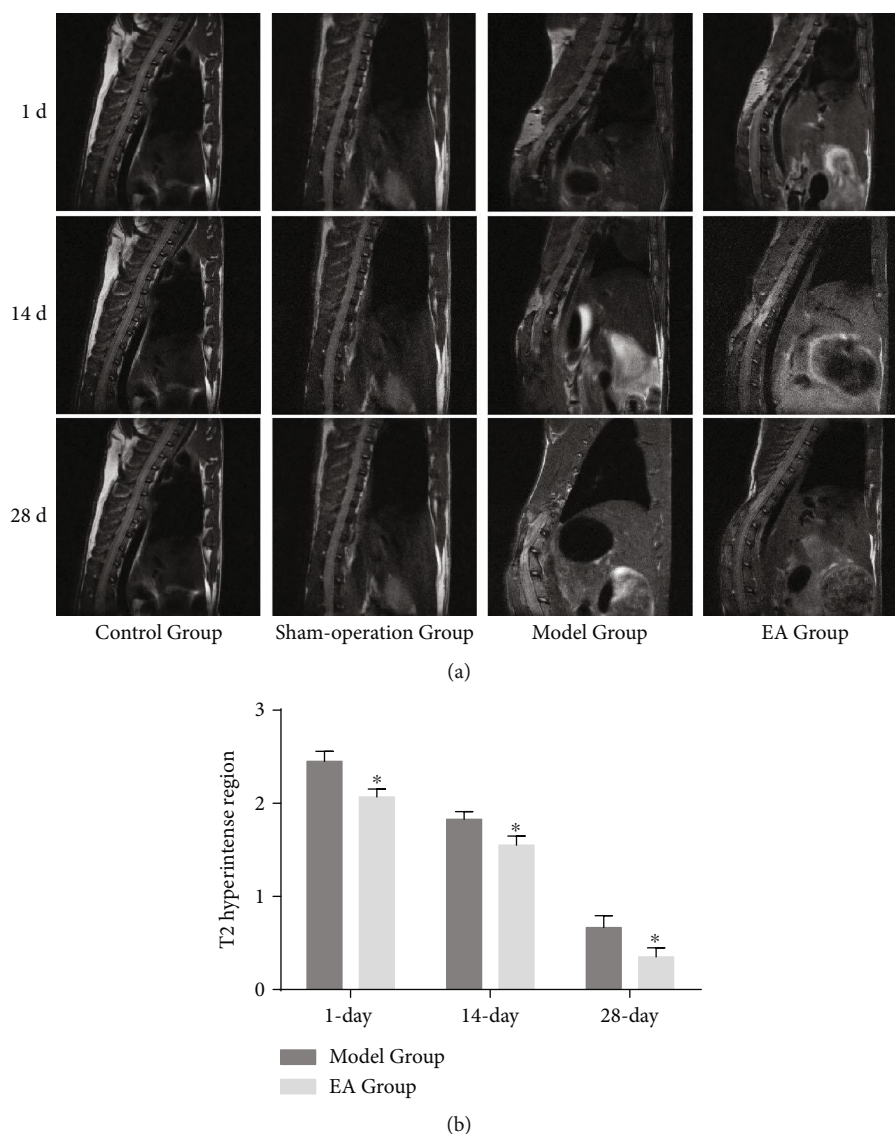 1 d
14 d
28 d
Control Group
Sham-operation Group
Model Group
EA Group
(a)
3
2
1
0
T2 hyperintense region
*
*
*
1-day
14-day
28-day
Model Group
EA Group
(b)